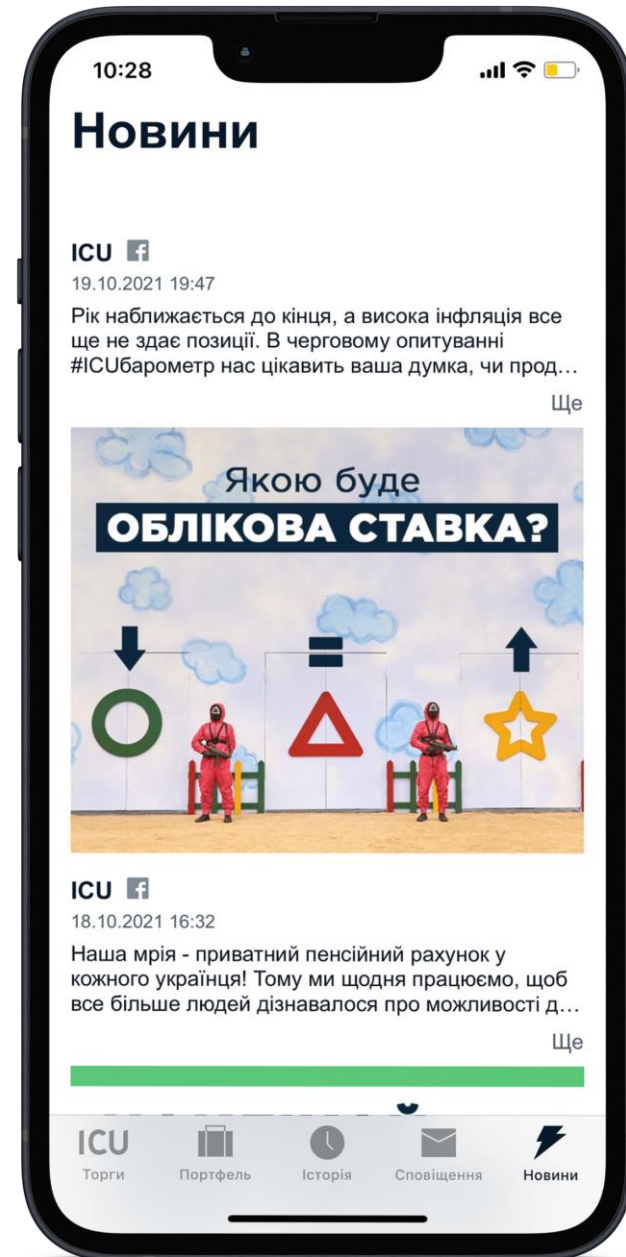 10:28
Новини
ICU
19.10.2021 19:47
Рік наближається до кінця, а висока інфляція все
ще не здає позиції. В черговому опитуванні
#ICUбарометр нас цікавить ваша думка, чи прод...
Ще
Якою буде
ОБЛІКОВА СТАВКА?
ICU
18.10.2021 16:32
Наша мрія - приватний пенсійний рахунок у
кожного українця! Тому ми щодня працюємо, щоб
все більше людей дізнавалося про можливості д...
Ще
ICU
Торги
Портфель
Історія
Сповіщення
Новини